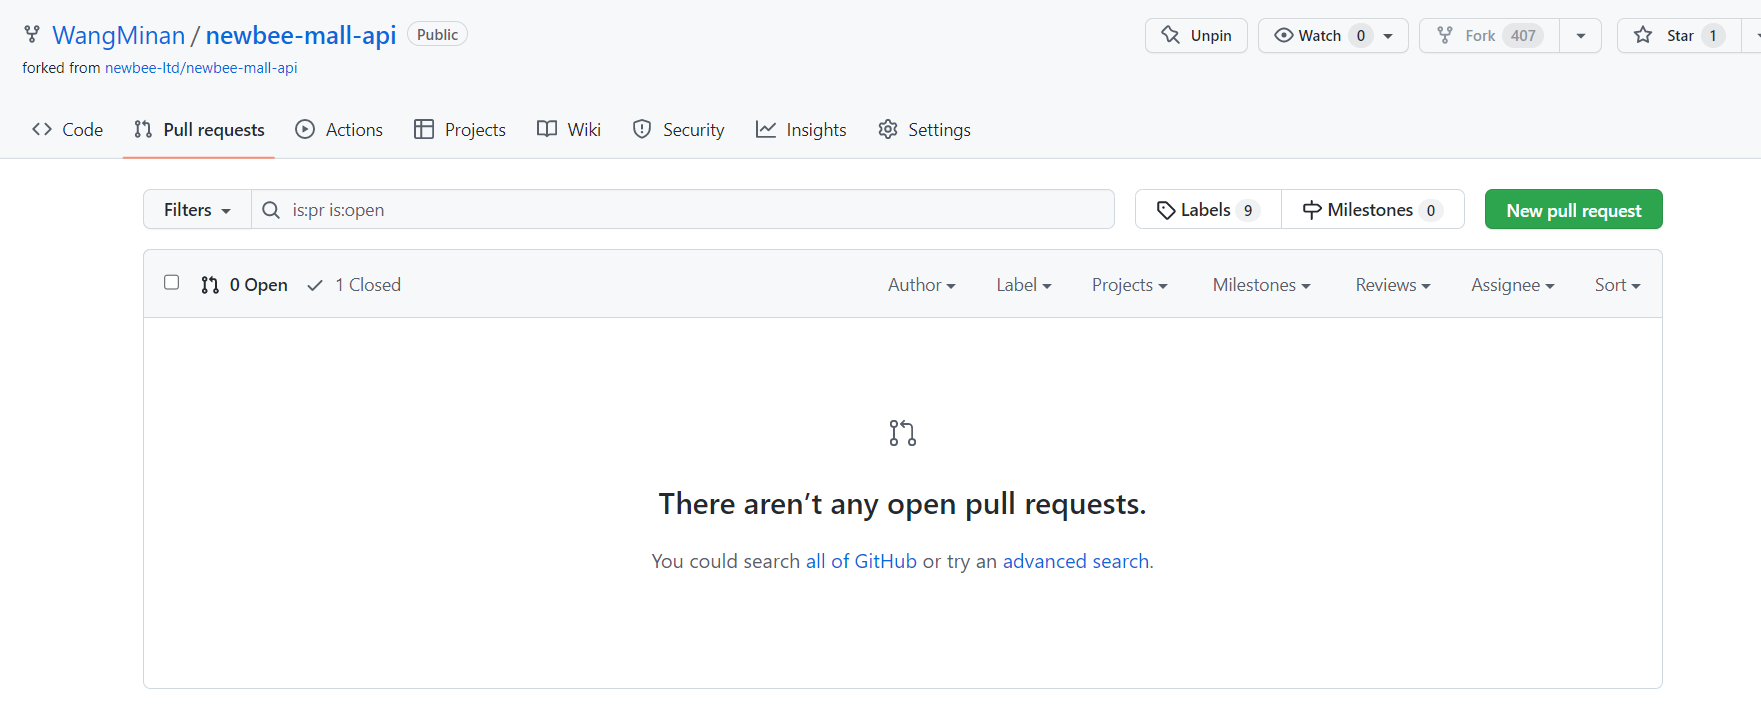 WangMinan / newbee-mall-api Public Unpin Watch 0 Fork 407 Star 1
forked from newbee-ltd/newbee-mall-api
Code Pull requests Actions Projects Wiki Security Insights Settings
Filters is:pr is:open Labels 9 Milestones 0 New pull request
0 Open 1 Closed Author Label Projects Milestones Reviews Assignee Sort
There aren’t any open pull requests.
You could search all of GitHub or try an advanced search.